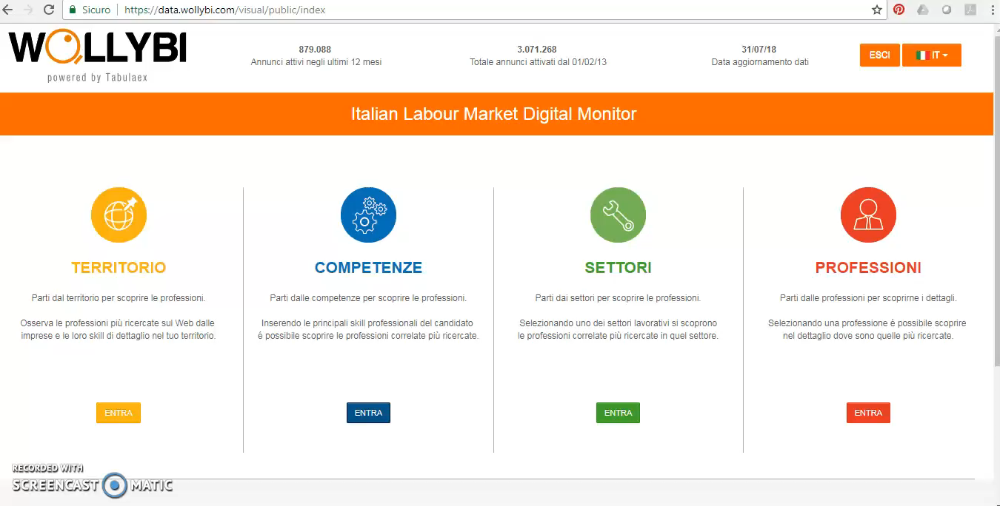 Sicuro
https://data.wollybi.com/visual/public/index
WOLLYBI
powered by Tabulaex
879.088
Annunci attivi negli ultimi 12 mesi
3.071.268
Totale annunci attivati dal 01/02/13
31/07/18
Data aggiornamento dati
ESCI
IT
Italian Labour Market Digital Monitor
TERRITORIO
Parti dal territorio per scoprire le professioni.
Osserva le professioni più ricercate sul Web dalle
imprese e le loro skill di dettaglio nel tuo territorio.
ENTRA
COMPETENZE
Parti dalle competenze per scoprire le professioni.
Inserendo le principali skill professionali del candidato
é possibile scoprire le professioni correlate più ricercate.
ENTRA
SETTORI
Parti dai settori per scoprire le professioni.
Selezionando uno dei settori lavorativi si scoprono
le professioni correlate più ricercate in quel settore.
ENTRA
PROFESSIONI
Parti dalle professioni per scoprirne i dettagli.
Selezionando una professione é possibile scoprire
nel dettaglio dove sono quelle più ricercate.
ENTRA
RECORDED WITH
SCREENCAST MATIC